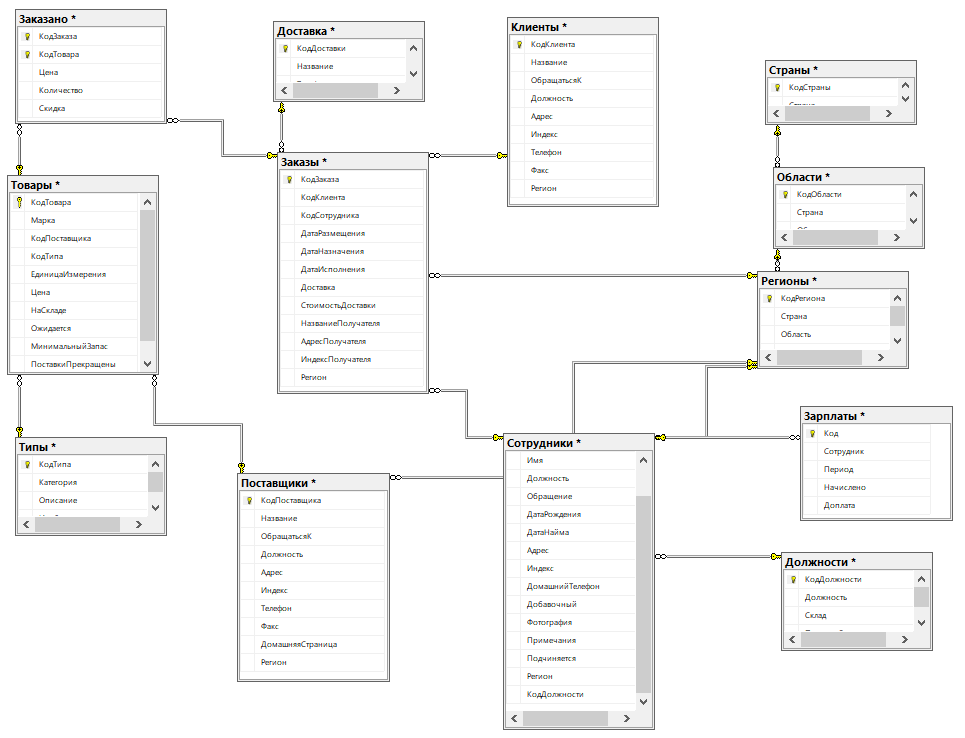 Заказано *
КодЗаказа
КодТовара
Цена
Количество
Скидка
Доставка *
КодДоставки
Название
Клиенты *
КодКлиента
Название
ОбращатьсяК
Должность
Адрес
Индекс
Телефон
Факс
Регион
Страны *
КодСтраны
Товары *
КодТовара
Марка
КодПоставщика
КодТипа
ЕдиницаИзмерения
Цена
НаСкладе
Ожидается
МинимальныйЗапас
ПоставкиПрекращены
Заказы *
КодЗаказа
КодКлиента
КодСотрудника
ДатаРазмещения
ДатаНазначения
ДатаИсполнения
Доставка
СтоимостьДоставки
НазваниеПолучателя
АдресПолучателя
ИндексПолучателя
Регион
Области *
КодОбласти
Страна
Регионы *
КодРегиона
Страна
Область
Типы *
КодТипа
Категория
Описание
Поставщики *
КодПоставщика
Название
ОбращатьсяК
Должность
Адрес
Индекс
Телефон
Факс
ДомашняяСтраница
Регион
Сотрудники *
Имя
Должность
Обращение
ДатаРождения
ДатаНайма
Адрес
Индекс
ДомашнийТелефон
Добавочный
Фотография
Примечания
Подчиняется
Регион
КодДолжности
Зарплаты *
Код
Сотрудник
Период
Начислено
Доплата
Должности *
КодДолжности
Должность
Склад